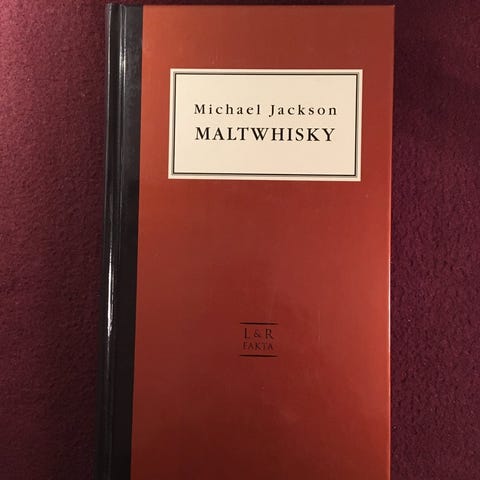 Michael Jackson
MALTWHISKY
L & R
FAKTA